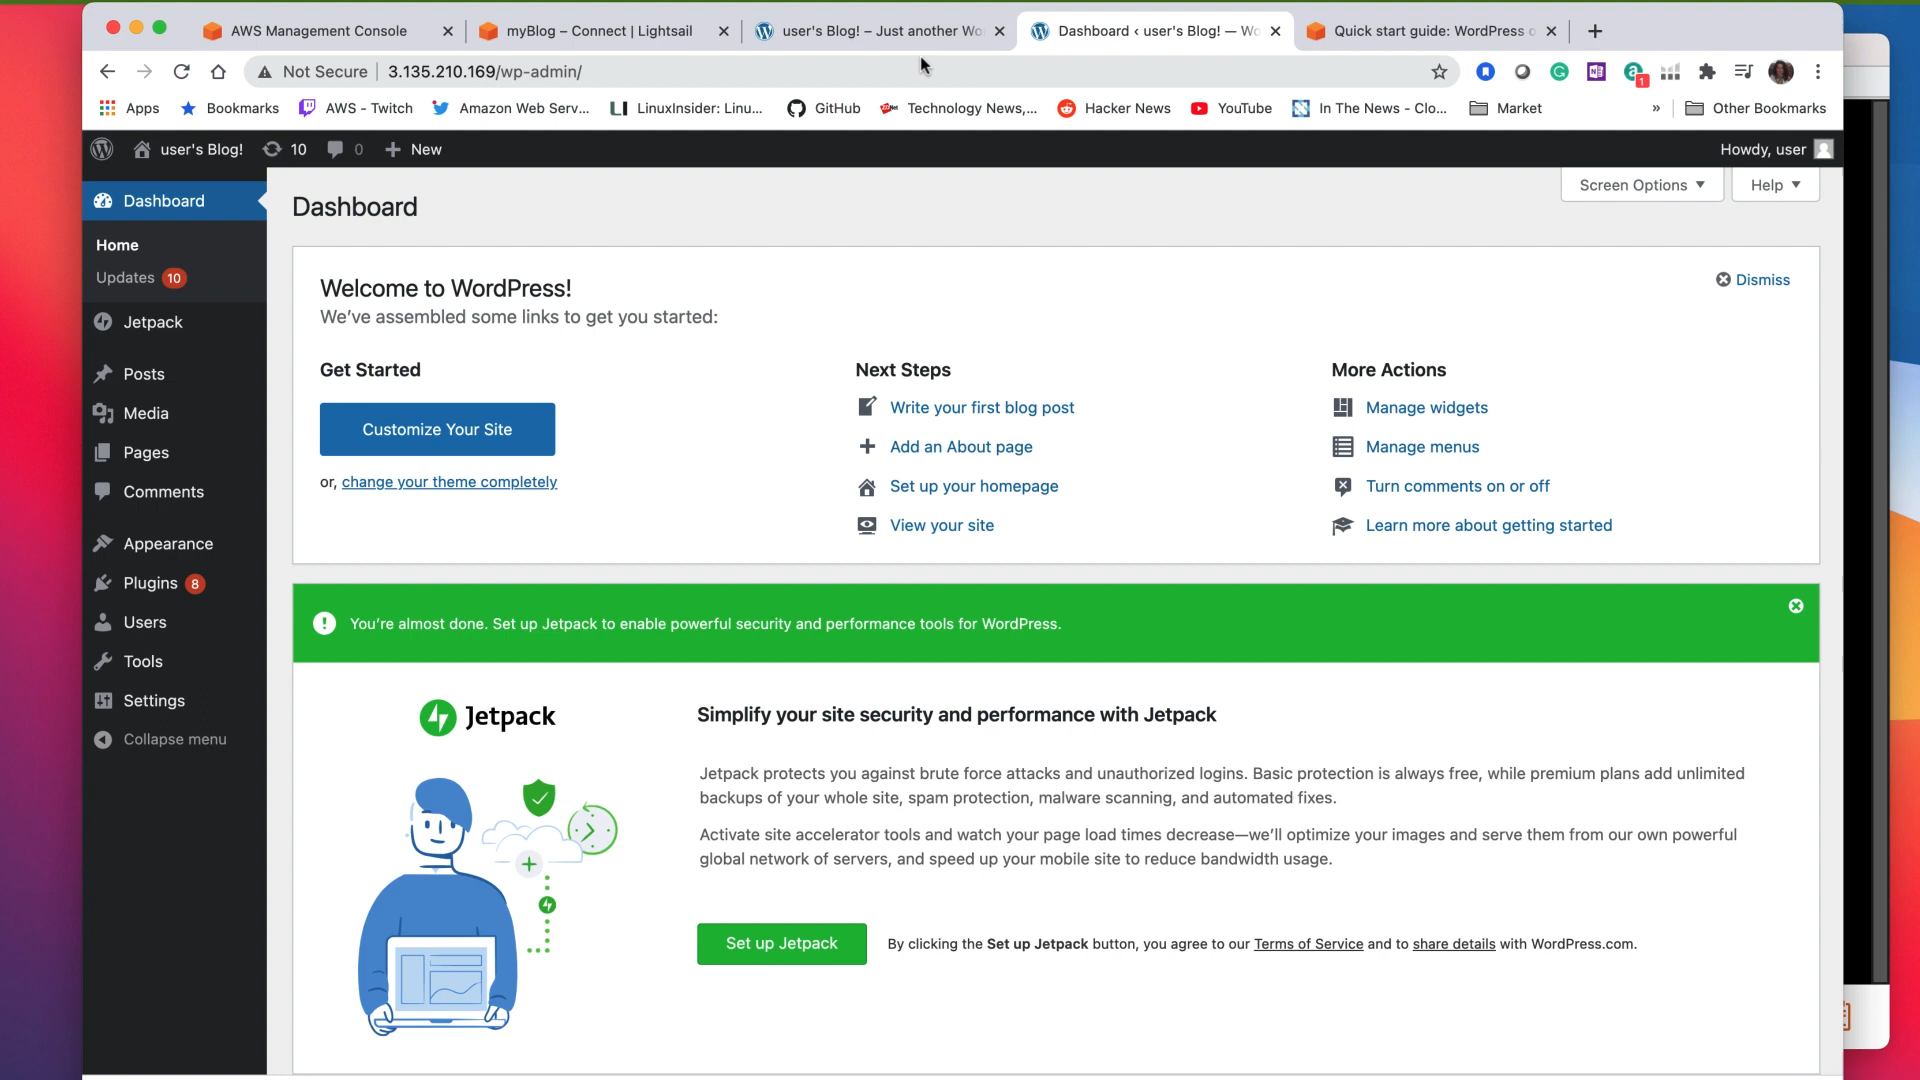 AWS Management Console
myBlog – Connect | Lightsail
user's Blog! – Just another Wo
Dashboard ‹ user's Blog! — Wo
Quick start guide: WordPress o
Not Secure
3.135.210.169/wp-admin/
1
Apps
Bookmarks
AWS - Twitch
Amazon Web Serv...
LinuxInsider: Linu...
GitHub
Technology News,...
Hacker News
YouTube
In The News - Clo...
Market
»
Other Bookmarks
user's Blog!
10
0
New
Howdy, user
Dashboard
Home
Updates 10
Jetpack
Posts
Media
Pages
Comments
Appearance
Plugins 8
Users
Tools
Settings
Collapse menu
Screen Options
Help
Dashboard
Welcome to WordPress!
We've assembled some links to get you started:
Dismiss
Get Started
Customize Your Site
or, change your theme completely
Next Steps
Write your first blog post
Add an About page
Set up your homepage
View your site
More Actions
Manage widgets
Manage menus
Turn comments on or off
Learn more about getting started
You're almost done. Set up Jetpack to enable powerful security and performance tools for WordPress.
Jetpack
Simplify your site security and performance with Jetpack
Jetpack protects you against brute force attacks and unauthorized logins. Basic protection is always free, while premium plans add unlimited
backups of your whole site, spam protection, malware scanning, and automated fixes.
Activate site accelerator tools and watch your page load times decrease—we'll optimize your images and serve them from our own powerful
global network of servers, and speed up your mobile site to reduce bandwidth usage.
Set up Jetpack
By clicking the Set up Jetpack button, you agree to our Terms of Service and to share details with WordPress.com.